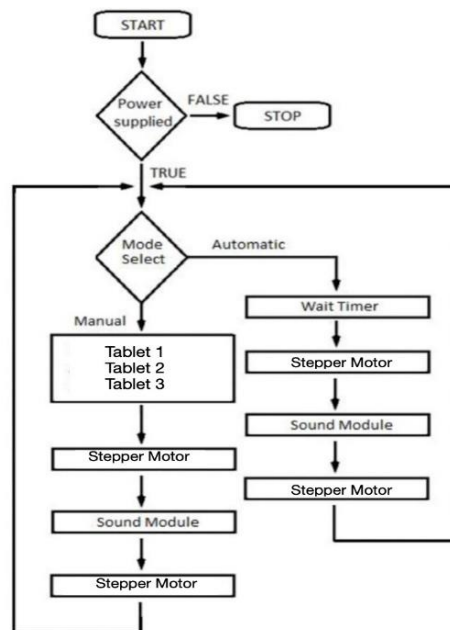 START
Power
supplied
FALSE
STOP
TRUE
Mode
Select
Automatic
Manual
Wait Timer
Tablet 1
Tablet 2
Tablet 3
Stepper Motor
Sound Module
Stepper Motor
Stepper Motor
Sound Module
Stepper Motor